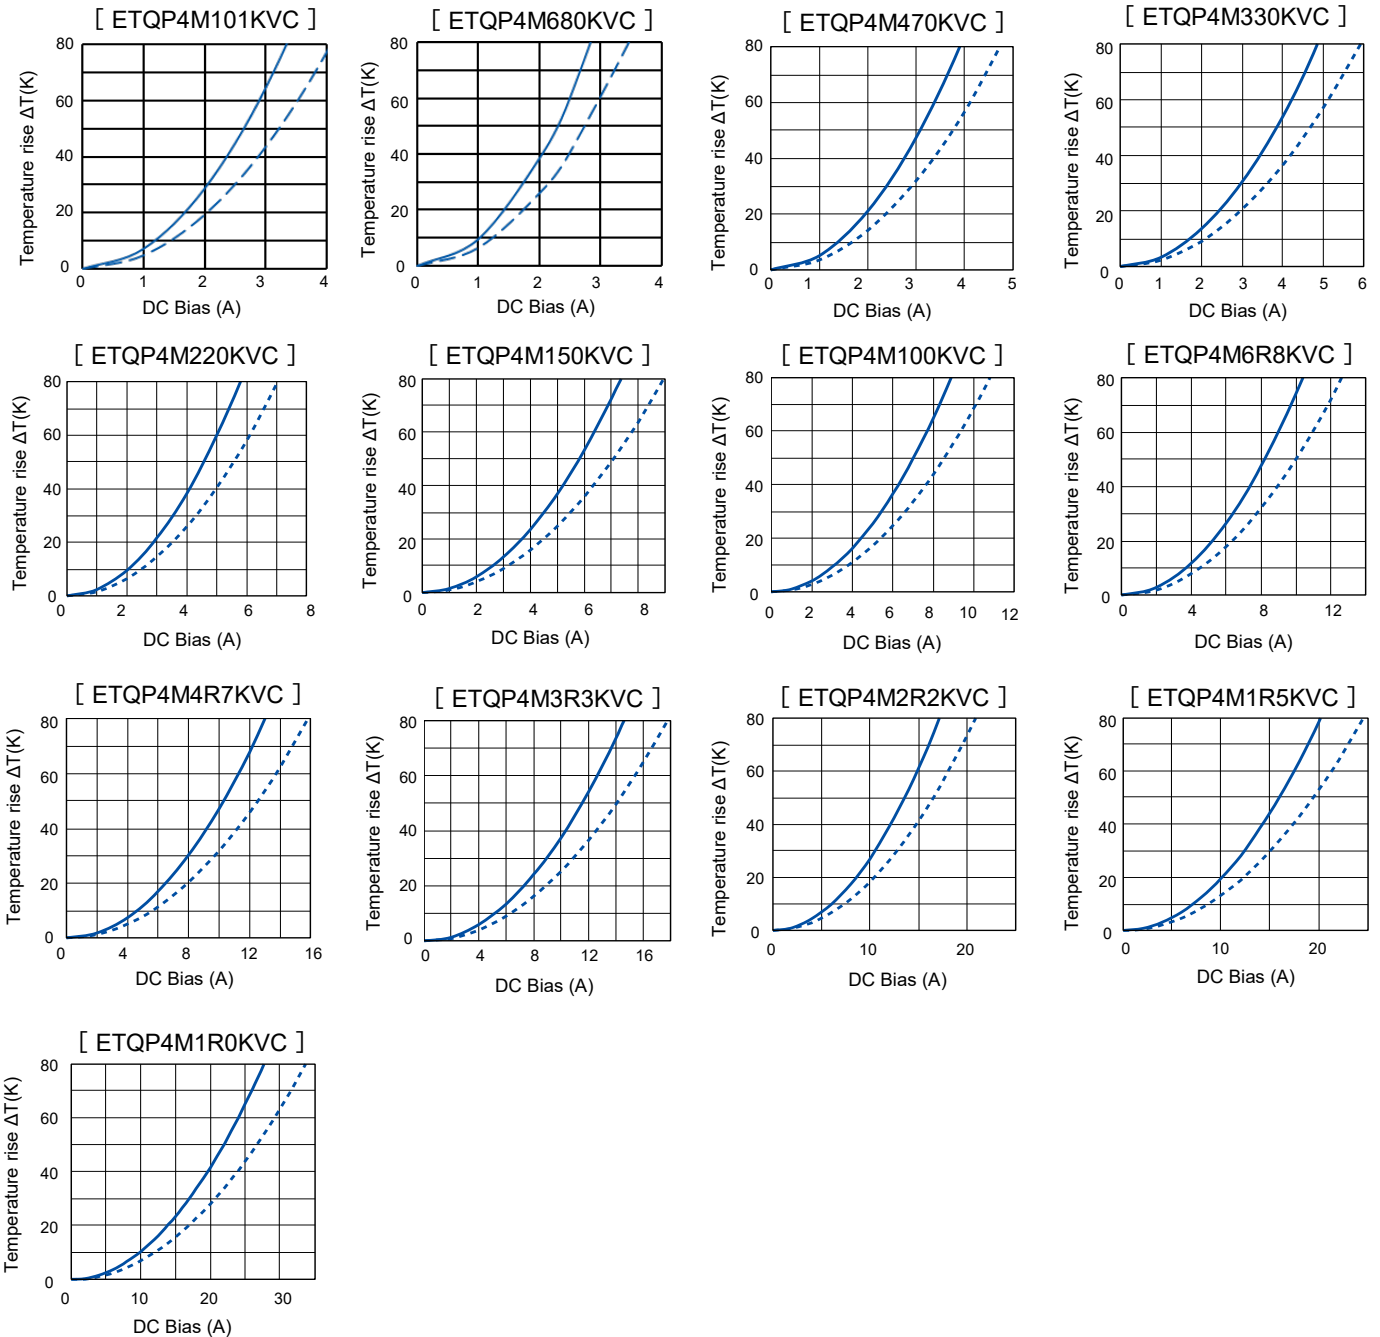 [ ETQP4M101KVC ]
80
60
40
20
0
Temperature rise ΔT(K)
0 1 2 3 4
DC Bias (A)
[ ETQP4M680KVC ]
80
60
40
20
0
Temperature rise ΔT(K)
0 1 2 3 4
DC Bias (A)
[ ETQP4M470KVC ]
80
60
40
20
0
Temperature rise ΔT(K)
0 1 2 3 4 5
DC Bias (A)
[ ETQP4M330KVC ]
80
60
40
20
0
Temperature rise ΔT(K)
0 1 2 3 4 5 6
DC Bias (A)
[ ETQP4M220KVC ]
80
60
40
20
0
Temperature rise ΔT(K)
0 2 4 6 8
DC Bias (A)
[ ETQP4M150KVC ]
80
60
40
20
0
Temperature rise ΔT(K)
0 2 4 6 8
DC Bias (A)
[ ETQP4M100KVC ]
80
60
40
20
0
Temperature rise ΔT(K)
0 2 4 6 8 10 12
DC Bias (A)
[ ETQP4M6R8KVC ]
80
60
40
20
0
Temperature rise ΔT(K)
0 4 8 12
DC Bias (A)
[ ETQP4M4R7KVC ]
80
60
40
20
0
Temperature rise ΔT(K)
0 4 8 12 16
DC Bias (A)
[ ETQP4M3R3KVC ]
80
60
40
20
0
Temperature rise ΔT(K)
0 4 8 12 16
DC Bias (A)
[ ETQP4M2R2KVC ]
80
60
40
20
0
Temperature rise ΔT(K)
0 10 20
DC Bias (A)
[ ETQP4M1R5KVC ]
80
60
40
20
0
Temperature rise ΔT(K)
0 10 20
DC Bias (A)
[ ETQP4M1R0KVC ]
80
60
40
20
0
Temperature rise ΔT(K)
0 10 20 30
DC Bias (A)